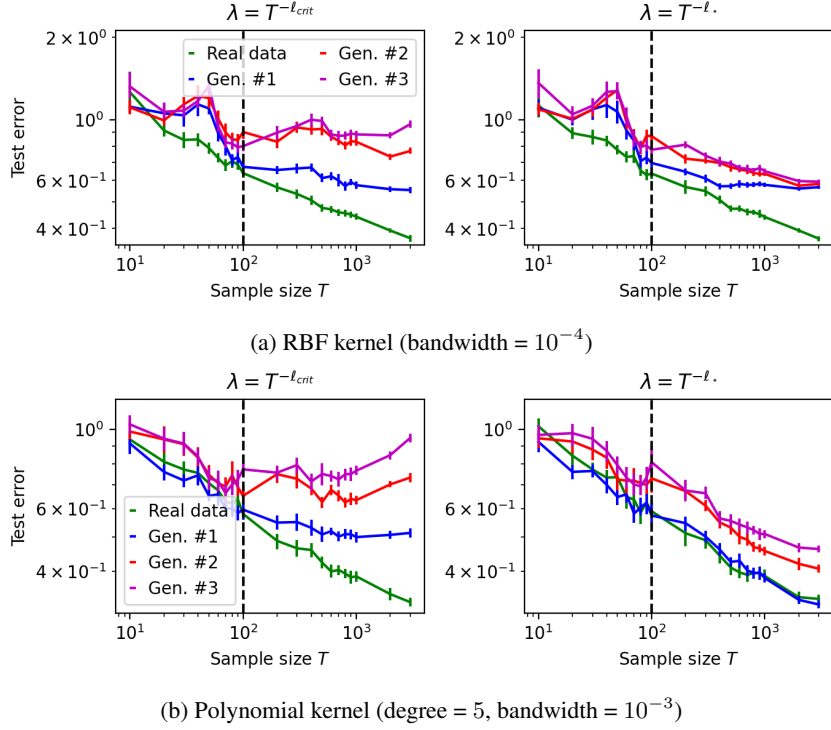 λ = T^{-ℓ_{crit}}
λ = T^{-ℓ⋅}
2 × 10^0
10^0
6 × 10^{-1}
4 × 10^{-1}
Test error
Real data
Gen. #1
Gen. #2
Gen. #3
10^1 10^2 10^3
Sample size T
2 × 10^0
10^0
6 × 10^{-1}
4 × 10^{-1}
10^1 10^2 10^3
Sample size T
(a) RBF kernel (bandwidth = 10^{-4})
λ = T^{-ℓ_{crit}}
λ = T^{-ℓ⋅}
10^0
6 × 10^{-1}
4 × 10^{-1}
Test error
Real data
Gen. #1
Gen. #2
Gen. #3
10^1 10^2 10^3
Sample size T
10^0
6 × 10^{-1}
4 × 10^{-1}
10^1 10^2 10^3
Sample size T
(b) Polynomial kernel (degree = 5, bandwidth = 10^{-3})